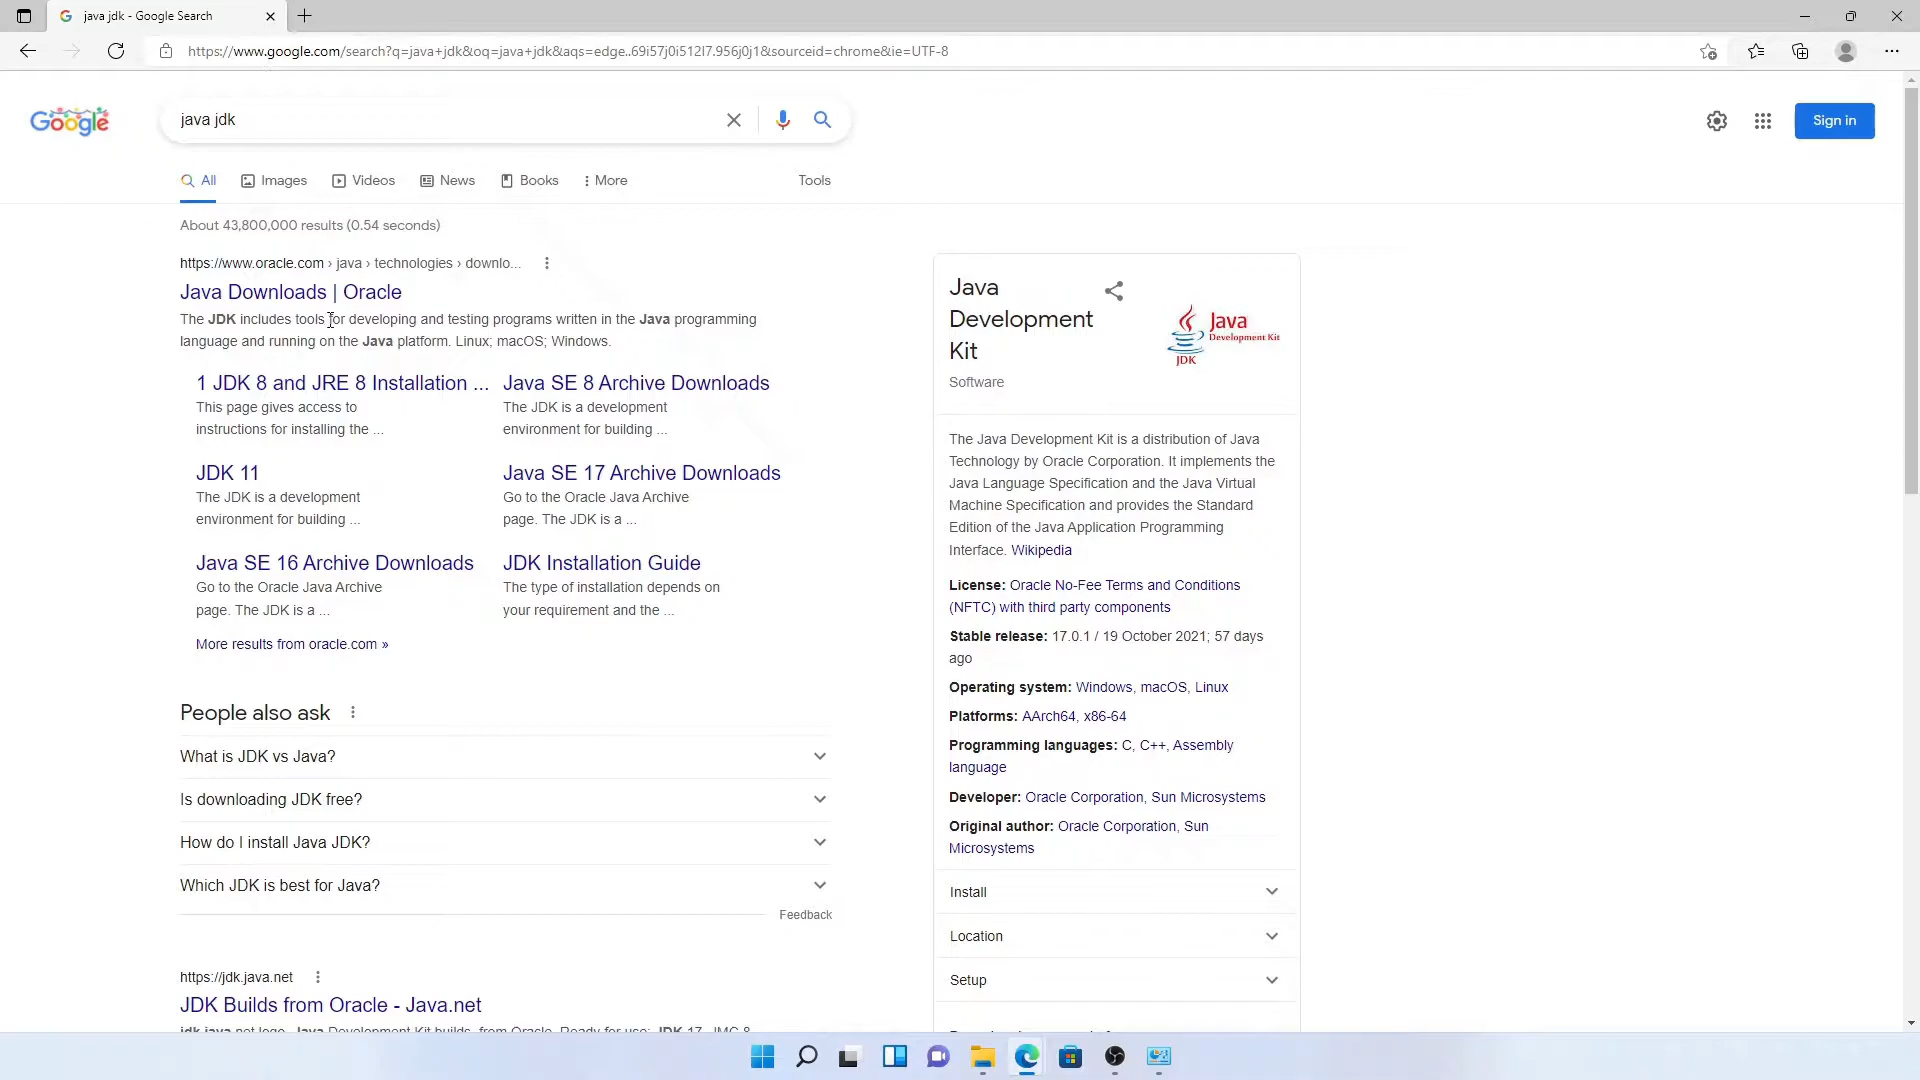 java jdk - Google Search
https://www.google.com/search?q=java+jdk&oq=java+jdk&aqs=edge..69i57j0i512l7.956j0j1&sourceid=chrome&ie=UTF-8
Google
java jdk
Sign in
All
Images
Videos
News
Books
More
Tools
About 43,800,000 results (0.54 seconds)
https://www.oracle.com › java › technologies › downlo...
Java Downloads | Oracle
The JDK includes tools for developing and testing programs written in the Java programming
language and running on the Java platform. Linux; macOS; Windows.
1 JDK 8 and JRE 8 Installation ...
This page gives access to
instructions for installing the ...
Java SE 8 Archive Downloads
The JDK is a development
environment for building ...
JDK 11
The JDK is a development
environment for building ...
Java SE 17 Archive Downloads
Go to the Oracle Java Archive
page. The JDK is a ...
Java SE 16 Archive Downloads
Go to the Oracle Java Archive
page. The JDK is a ...
JDK Installation Guide
The type of installation depends on
your requirement and the ...
More results from oracle.com »
People also ask
What is JDK vs Java?
Is downloading JDK free?
How do I install Java JDK?
Which JDK is best for Java?
Feedback
https://jdk.java.net
JDK Builds from Oracle - Java.net
jdk.java.net logo · Java Development Kit builds, from Oracle. Ready for use: JDK 17, JMC 8
Java
Development
Kit
Software
Java
Development Kit
JDK
The Java Development Kit is a distribution of Java
Technology by Oracle Corporation. It implements the
Java Language Specification and the Java Virtual
Machine Specification and provides the Standard
Edition of the Java Application Programming
Interface. Wikipedia
License: Oracle No-Fee Terms and Conditions
(NFTC) with third party components
Stable release: 17.0.1 / 19 October 2021; 57 days
ago
Operating system: Windows, macOS, Linux
Platforms: AArch64, x86-64
Programming languages: C, C++, Assembly
language
Developer: Oracle Corporation, Sun Microsystems
Original author: Oracle Corporation, Sun
Microsystems
Install
Location
Setup